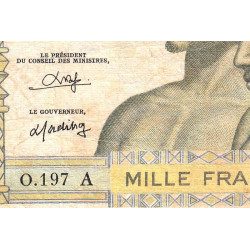 LE PRÉSIDENT
DU CONSEIL DES MINISTRES,
LE GOUVERNEUR,
O.197 A
MILLE FRA